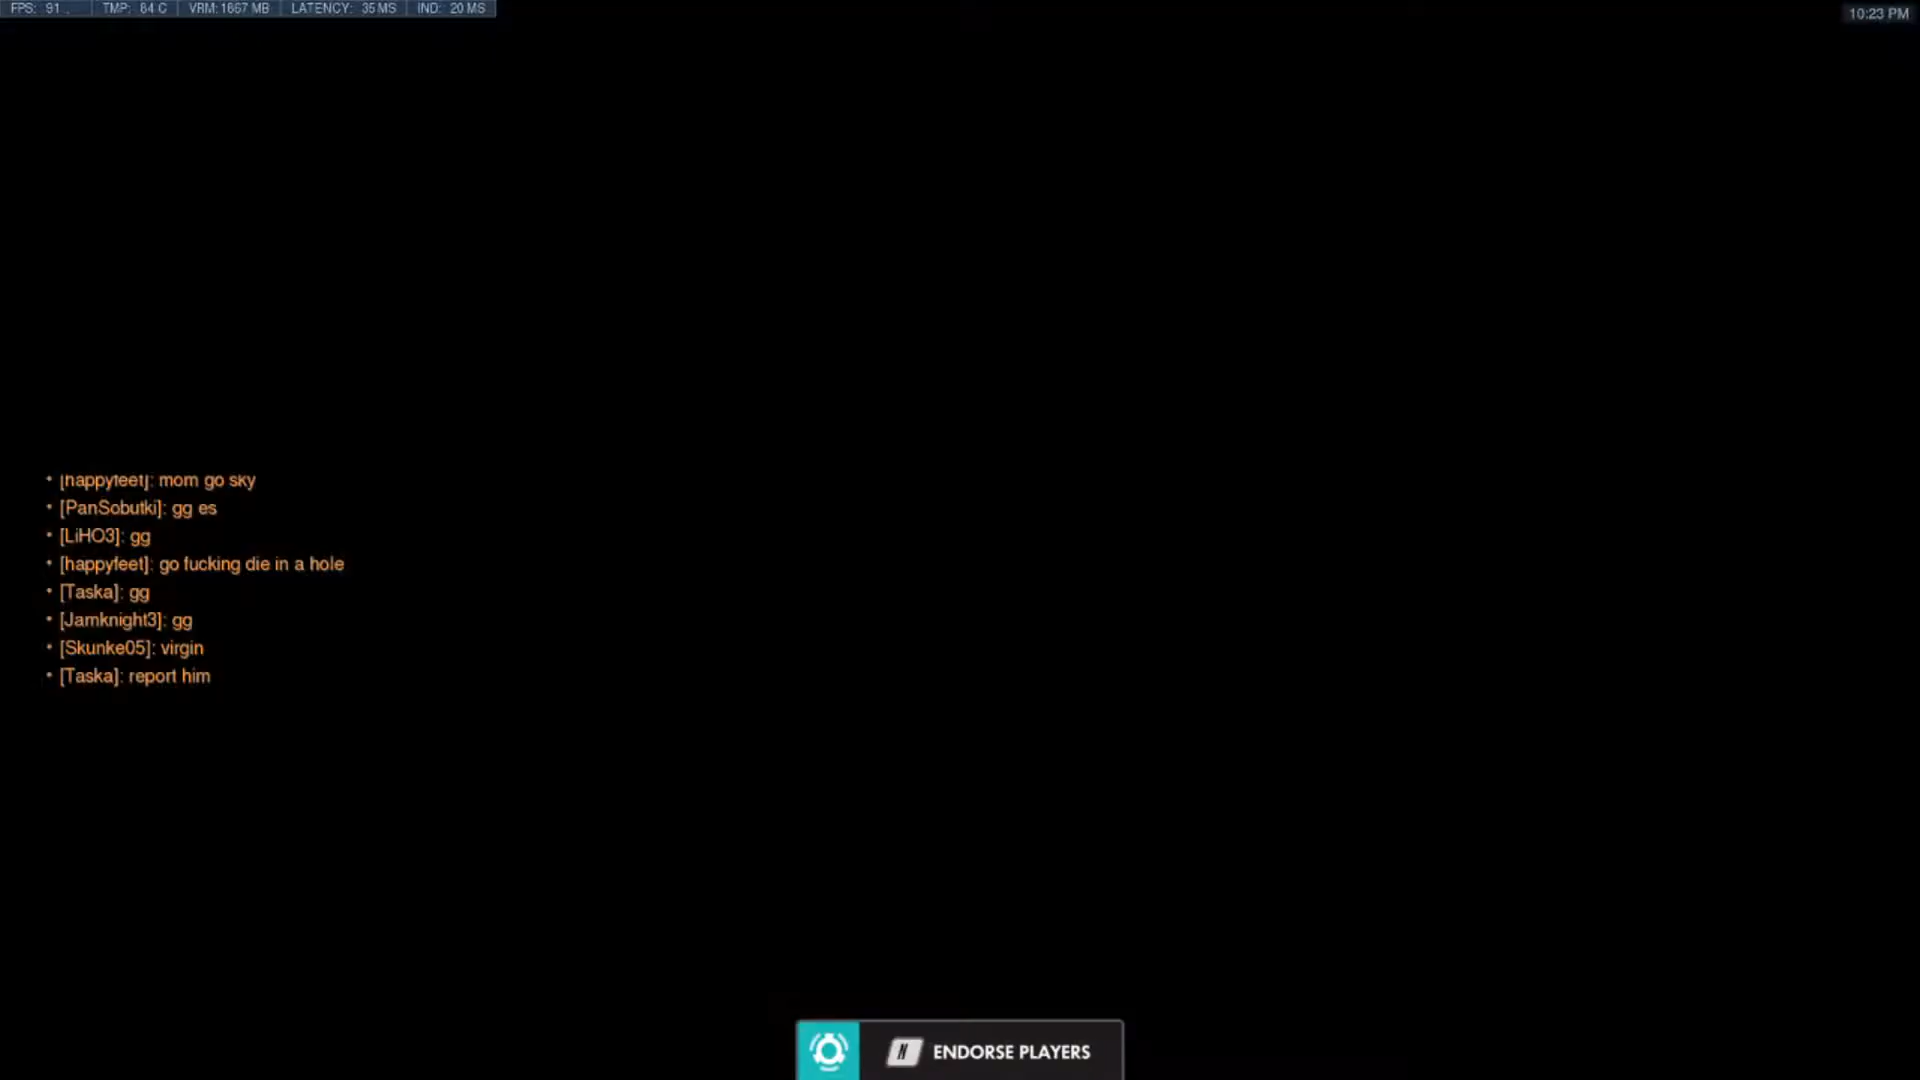 FPS: 91 TMP: 84 C VRM: 1667 MB LATENCY: 35 MS IND: 20 MS
10:23 PM
• [happyfeet]: mom go sky
• [PanSobutki]: gg es
• [LiHO3]: gg
• [happyfeet]: go fucking die in a hole
• [Taska]: gg
• [Jamknight3]: gg
• [Skunke05]: virgin
• [Taska]: report him
N ENDORSE PLAYERS